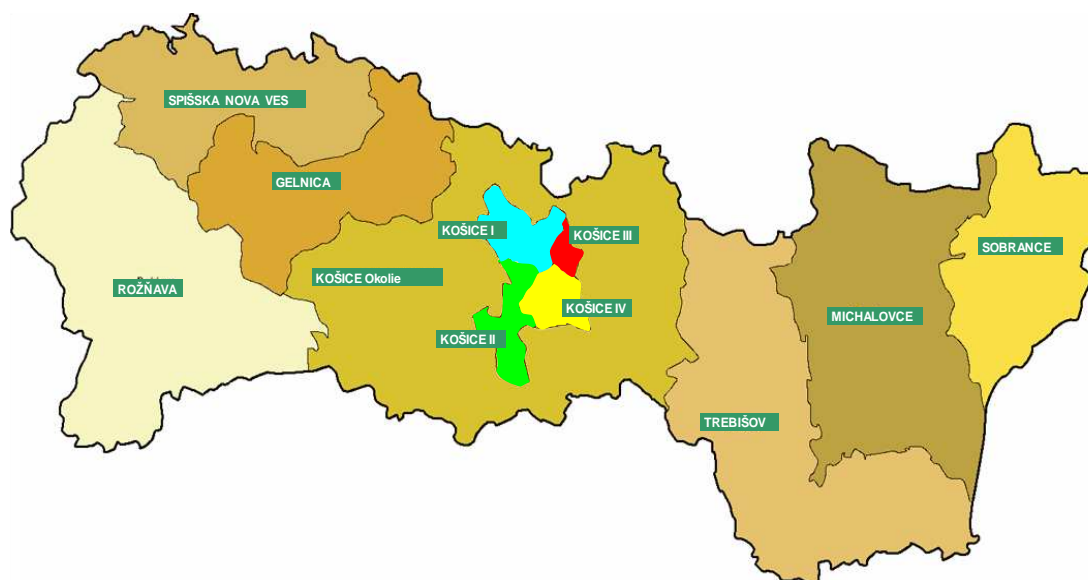 SPIŠSKA NOVA VES
GELNICA
KOŠICE I
KOŠICE III
SOBRANCE
KOŠICE Okolie
ROŽŇAVA
KOŠICE IV
MICHALOVCE
KOŠICE II
TREBIŠOV